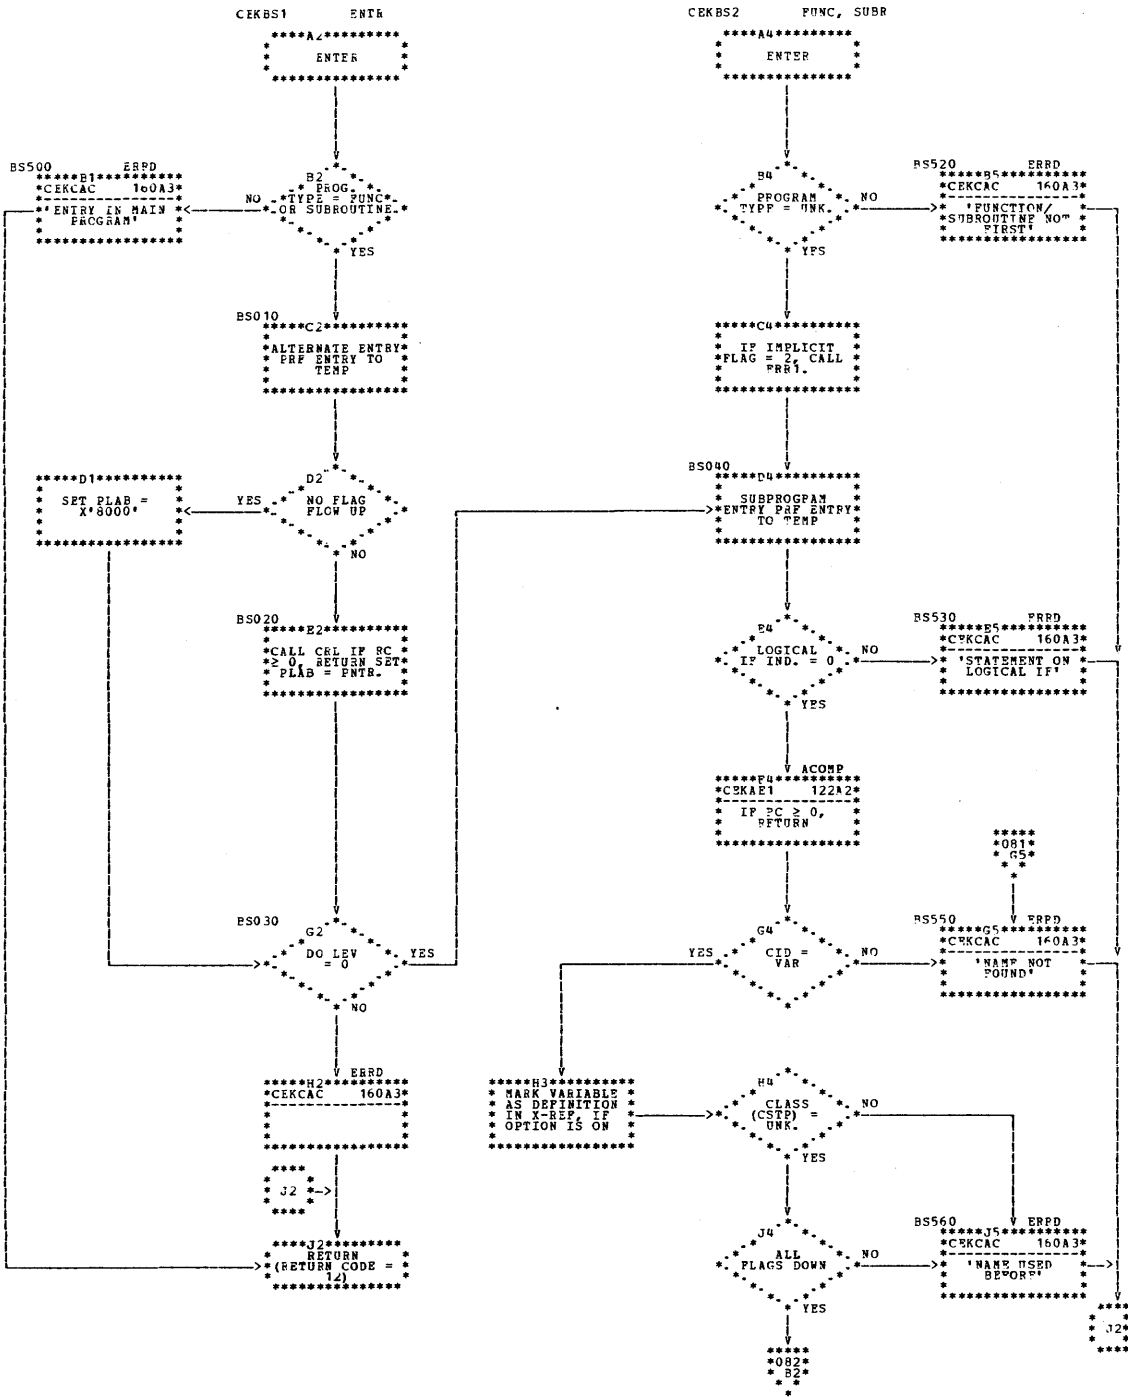 CEKBS1 ENTR
A2
ENTER
BS500 ERRD
B1
CEKCAC 160A3
'ENTRY IN MAIN
PROGRAM'
B2
PROG.
TYPE = FUNC
OR SUBROUTINE
NO
YES
BS010
C2
ALTERNATE ENTRY
PRF ENTRY TO
TEMP
D1
SET PLAB =
X'8000'
D2
NO FLAG
FLOW UP
YES
NO
BS020
E2
CALL CRL IF RC
≥ 0, RETURN SET
PLAB = PNTR.
BS030
G2
DO LEV
= 0
YES
NO
H2 ERRD
CEKCAC 160A3
J2
J2
RETURN
(RETURN CODE =
12)
CEKBS2 FUNC, SUBR
A4
ENTER
B4
PROGRAM
TYPE = UNK.
NO
YES
BS520 ERRD
B5
CEKCAC 160A3
'FUNCTION/
SUBROUTINE NOT
FIRST'
C4
IF IMPLICIT
FLAG = 2, CALL
ERR1.
BS040
D4
SUBPROGRAM
ENTRY PRF ENTRY
TO TEMP
E4
LOGICAL
IF IND. = 0
NO
YES
BS530 ERRD
E5
CEKCAC 160A3
'STATEMENT ON
LOGICAL IF'
ACOMP
F4
CEKAE1 122A2
IF RC ≥ 0,
RETURN
081
G5
G4
CID =
VAR
YES
NO
BS550 ERRD
G5
CEKCAC 160A3
'NAME NOT
FOUND'
H3
MARK VARIABLE
AS DEFINITION
IN X-REF, IF
OPTION IS ON
H4
CLASS
(CSTP) =
UNK.
NO
YES
J4
ALL
FLAGS DOWN
NO
YES
BS560 ERRD
J5
CEKCAC 160A3
'NAME USED
BEFORE'
J2
082
B2